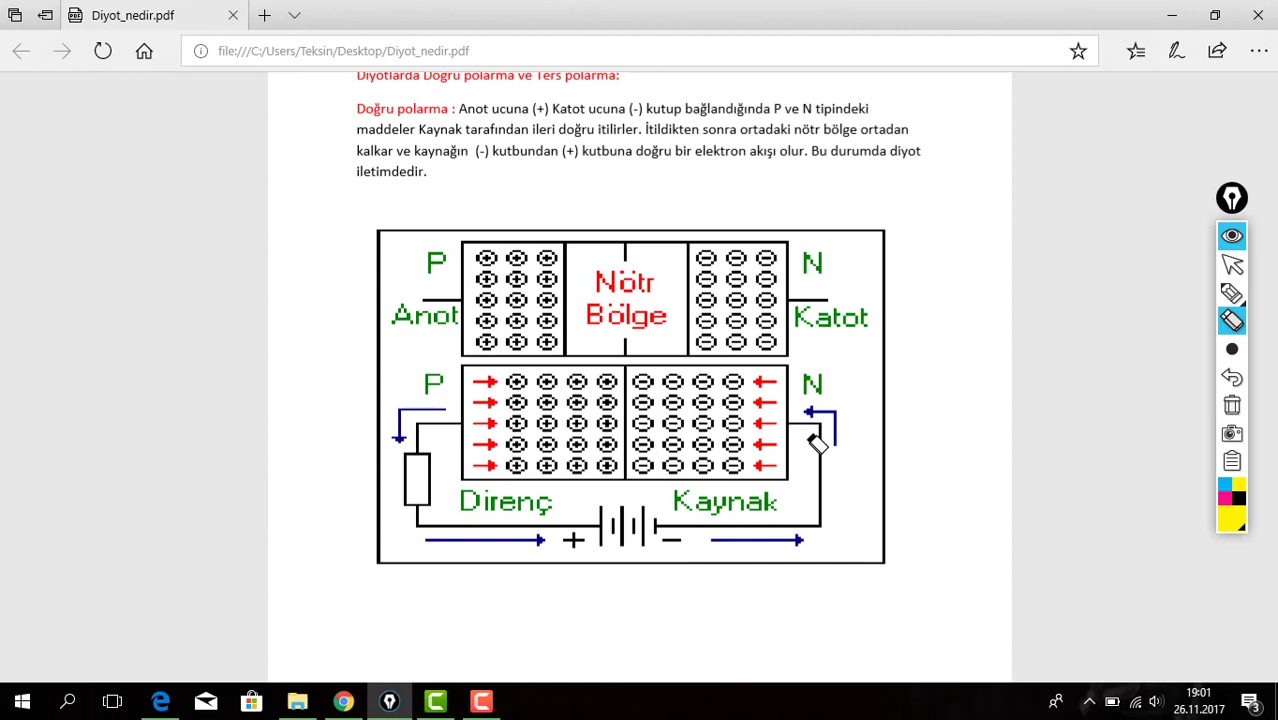 Diyot_nedir.pdf
file:///C:/Users/Teksin/Desktop/Diyot_nedir.pdf
Diyotlarda Doğru polarma ve Ters polarma:
Doğru polarma : Anot ucuna (+) Katot ucuna (-) kutup bağlandığında P ve N tipindeki
maddeler Kaynak tarafından ileri doğru itilirler. İtildikten sonra ortadaki nötr bölge ortadan
kalkar ve kaynağın (-) kutbundan (+) kutbuna doğru bir elektron akışı olur. Bu durumda diyot
iletimdedir.
P
N
Nötr
Bölge
Anot
Katot
P
N
Direnç
Kaynak
+
-
19:01
26.11.2017
3